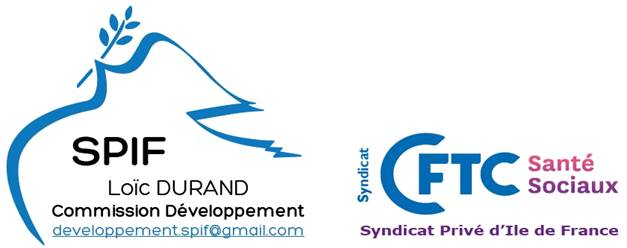 SPIF
Loïc DURAND
Commission Développement
developpement.spif@gmail.com
Syndicat
CFTC
Santé
Sociaux
Syndicat Privé d'Ile de France